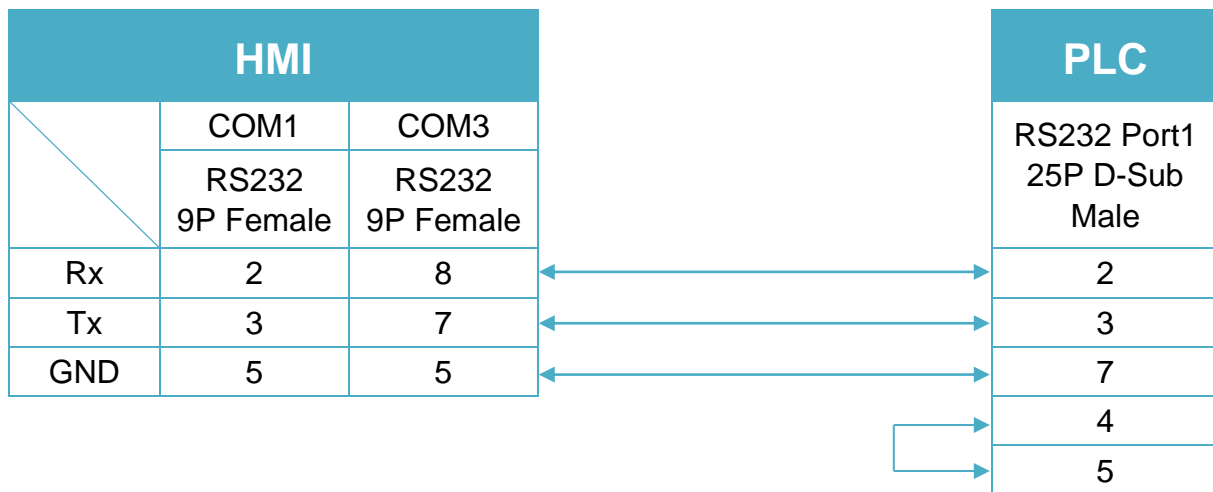 HMI
PLC
COM1 COM3
RS232 Port1
25P D-Sub
Male
RS232 RS232
9P Female 9P Female
Rx 2 8 2
Tx 3 7 3
GND 5 5 7
4
5